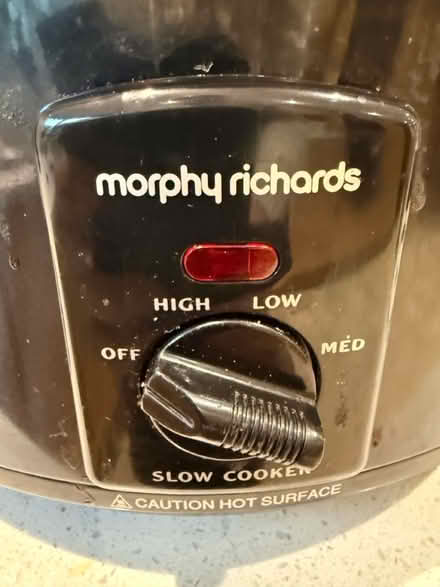 morphy richards
HIGH LOW
OFF MED
SLOW COOKER
CAUTION HOT SURFACE